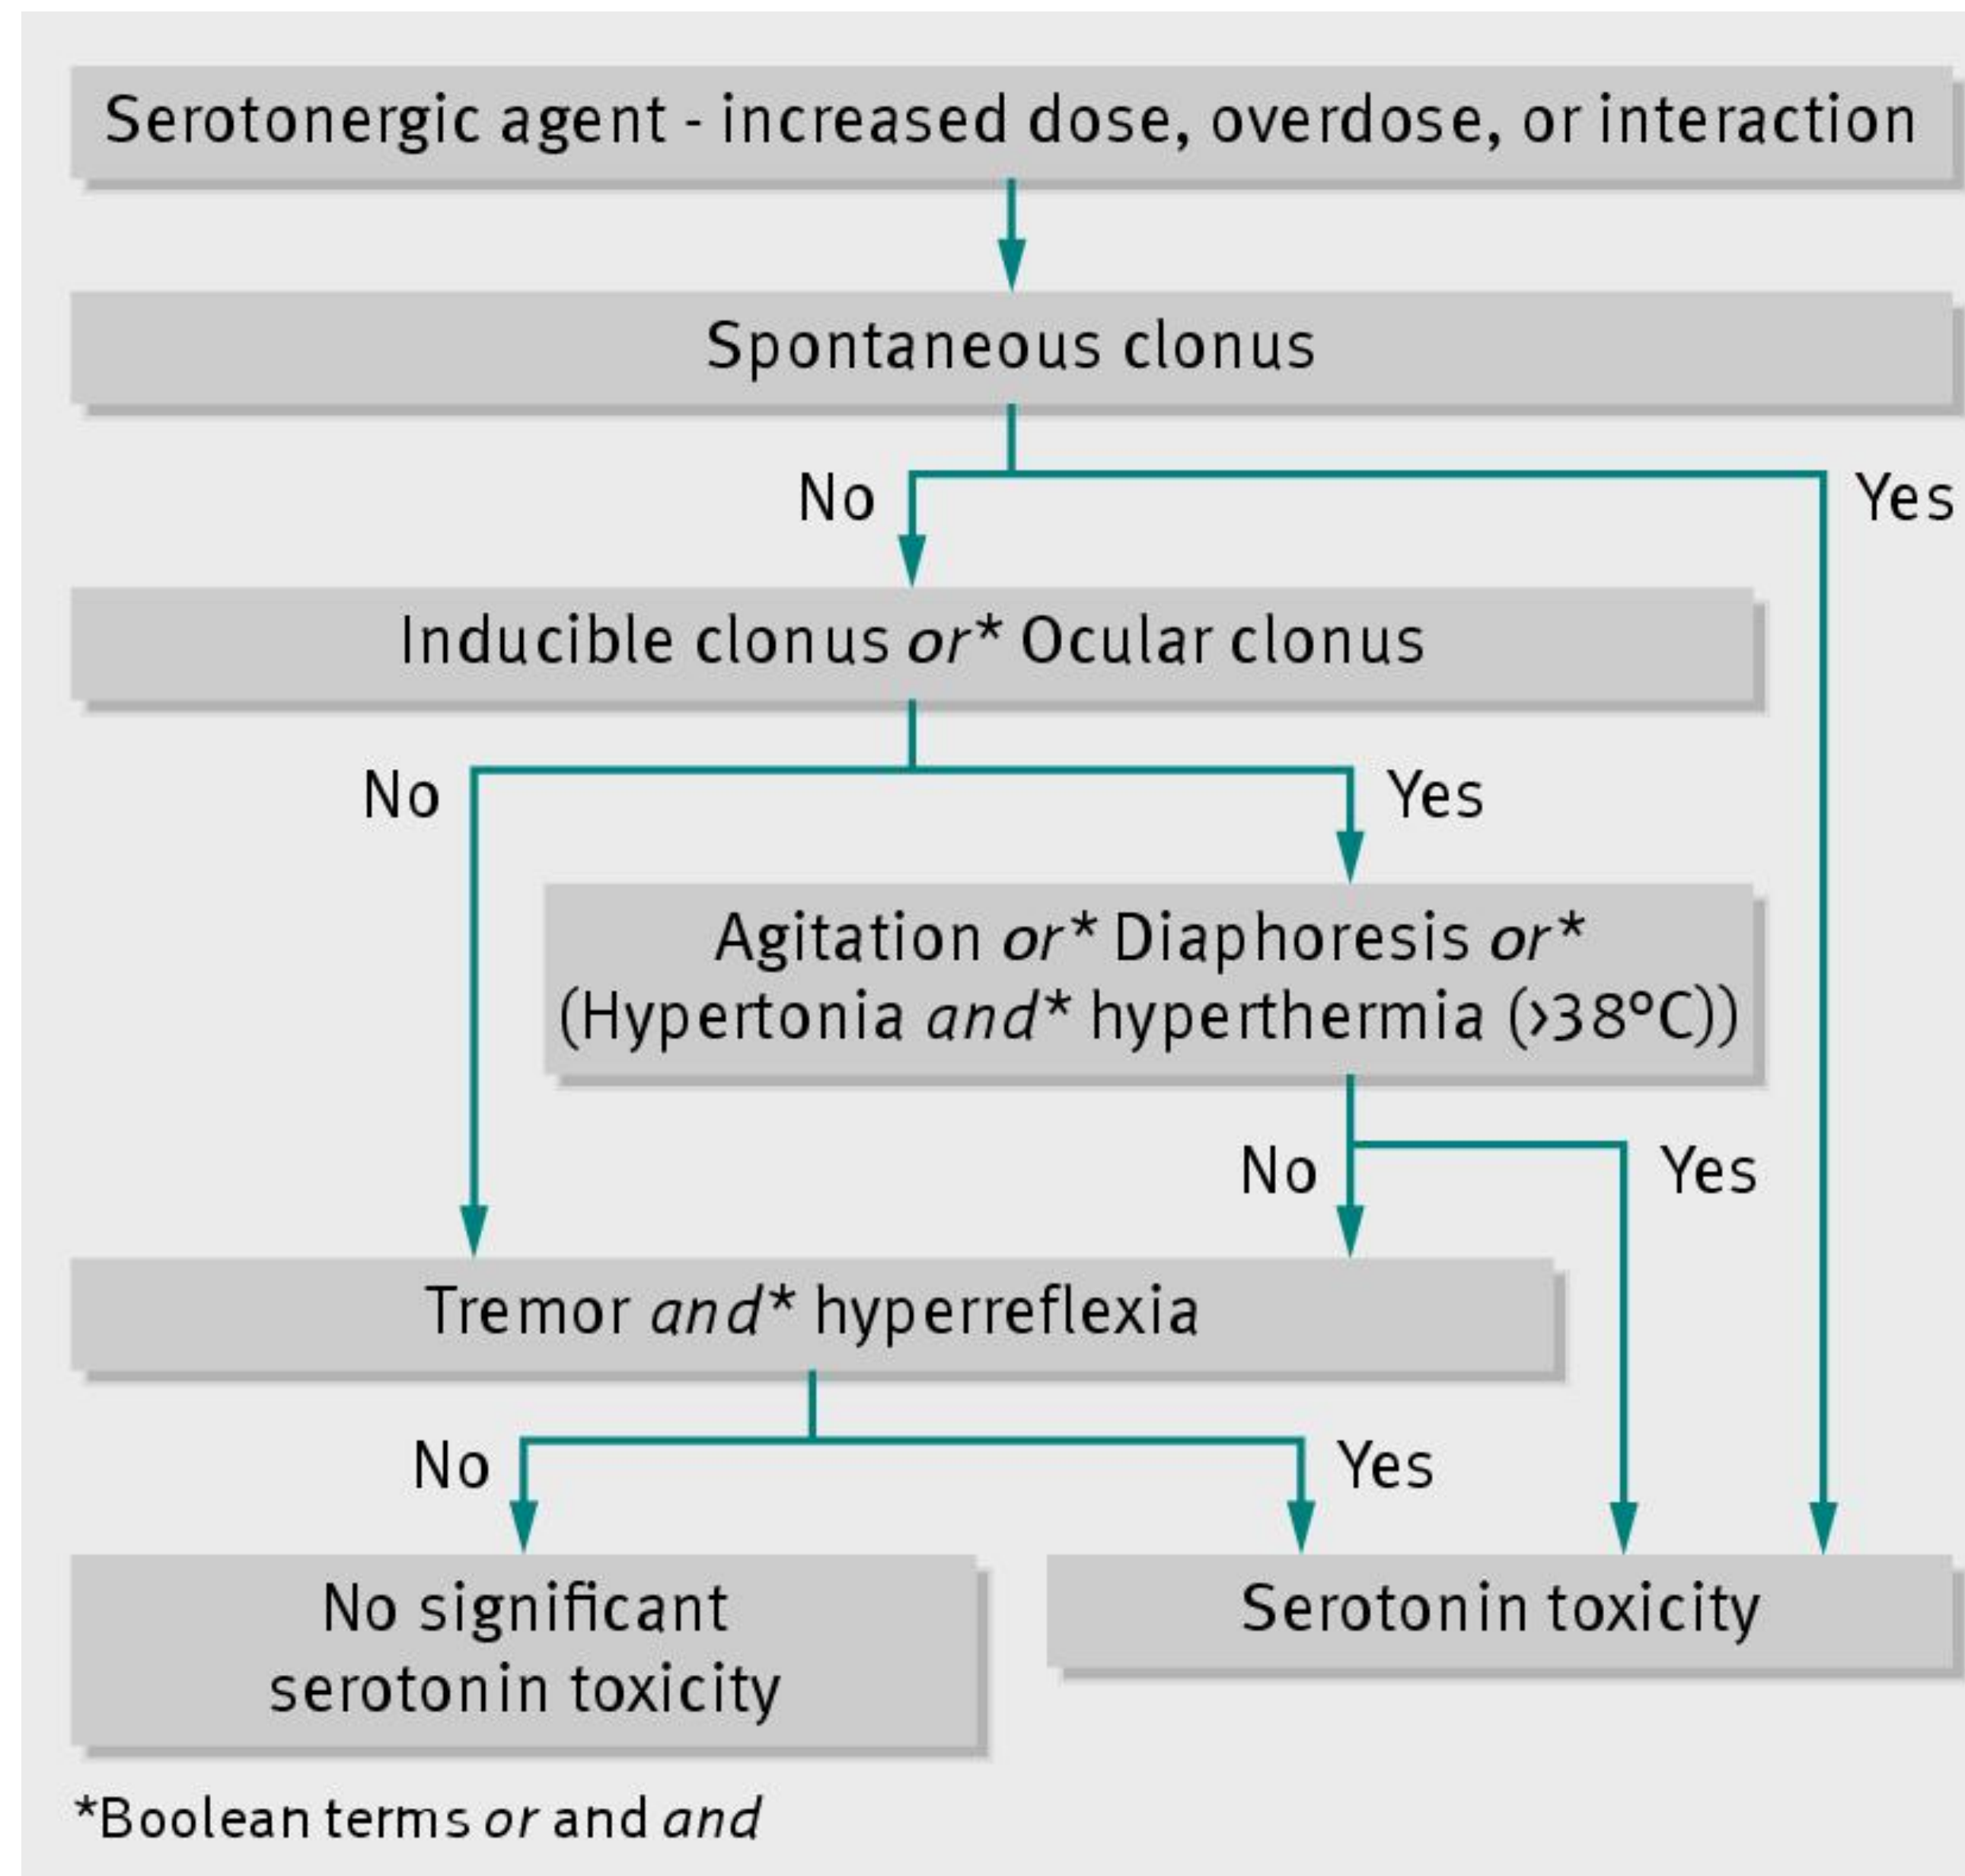 Serotonergic agent - increased dose, overdose, or interaction
Spontaneous clonus
No
Yes
Inducible clonus or* Ocular clonus
No
Yes
Agitation or* Diaphoresis or*
(Hypertonia and* hyperthermia (>38°C))
No
Yes
Tremor and* hyperreflexia
No
Yes
No significant
serotonin toxicity
Serotonin toxicity
*Boolean terms or and and